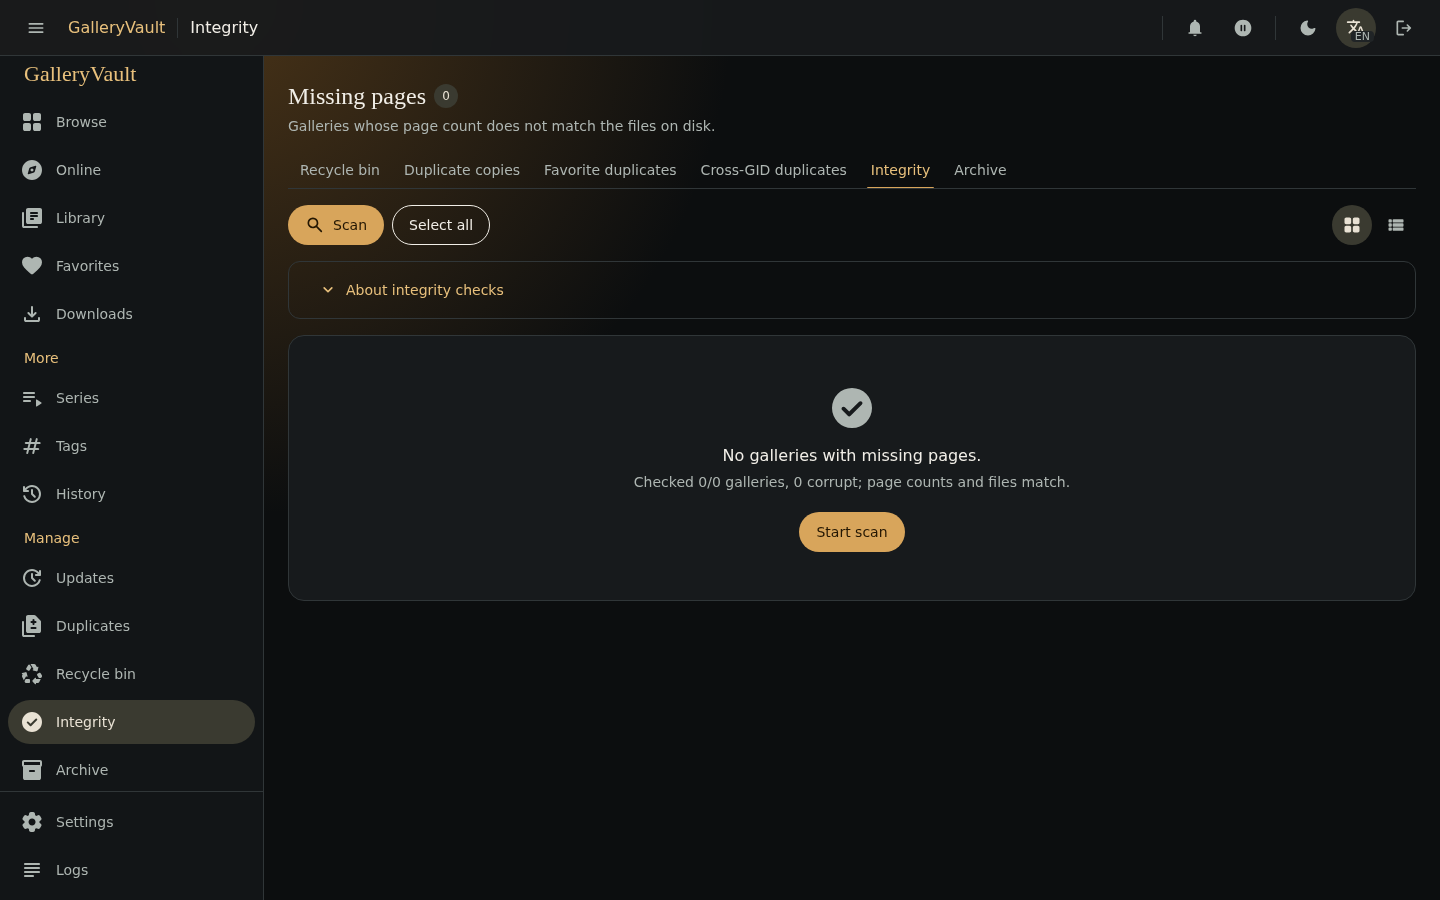 GalleryVault
Integrity
EN
GalleryVault
Browse
Online
Library
Favorites
Downloads
More
Series
Tags
History
Manage
Updates
Duplicates
Recycle bin
Integrity
Archive
Settings
Logs
Missing pages 0
Galleries whose page count does not match the files on disk.
Recycle bin Duplicate copies Favorite duplicates Cross-GID duplicates Integrity Archive
Scan Select all
About integrity checks
No galleries with missing pages.
Checked 0/0 galleries, 0 corrupt; page counts and files match.
Start scan